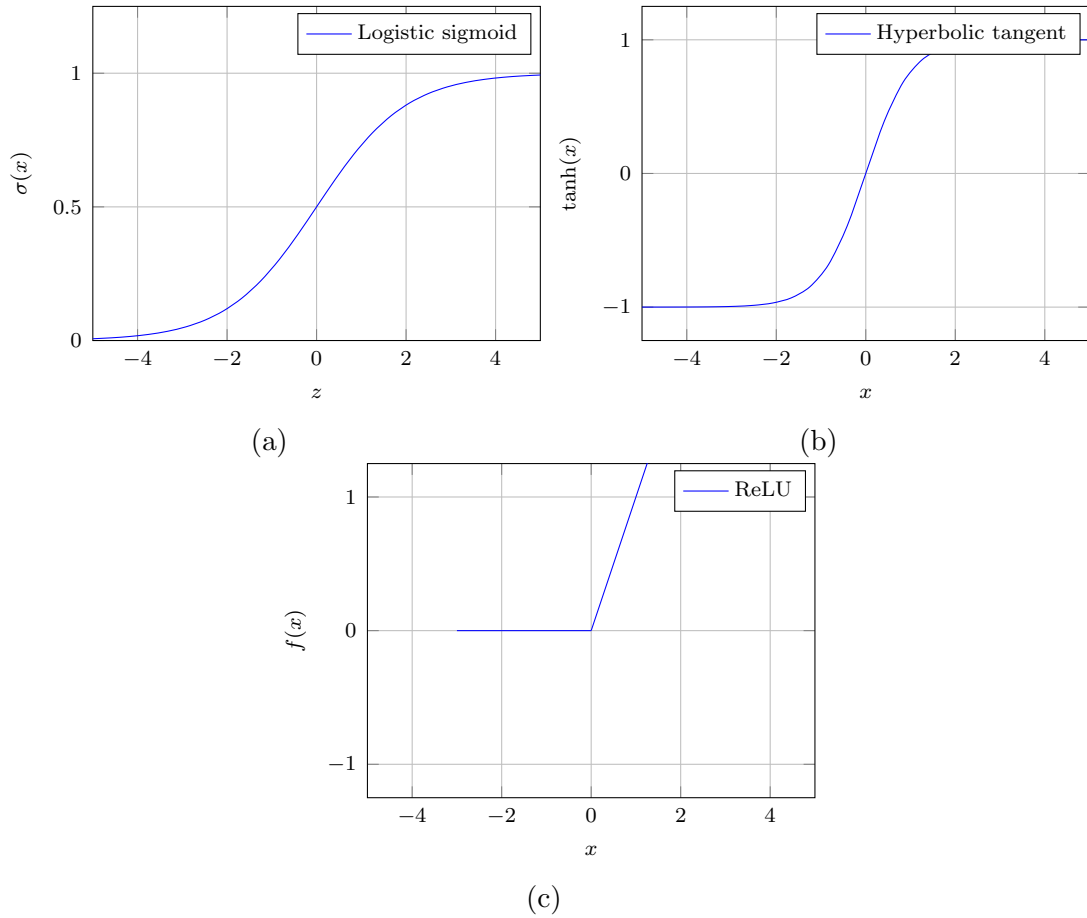 Logistic sigmoid
1
0.5
0
σ(x)
−4 −2 0 2 4
z
(a)
Hyperbolic tangent
1
0
−1
tanh(x)
−4 −2 0 2 4
x
(b)
ReLU
1
0
−1
f(x)
−4 −2 0 2 4
x
(c)